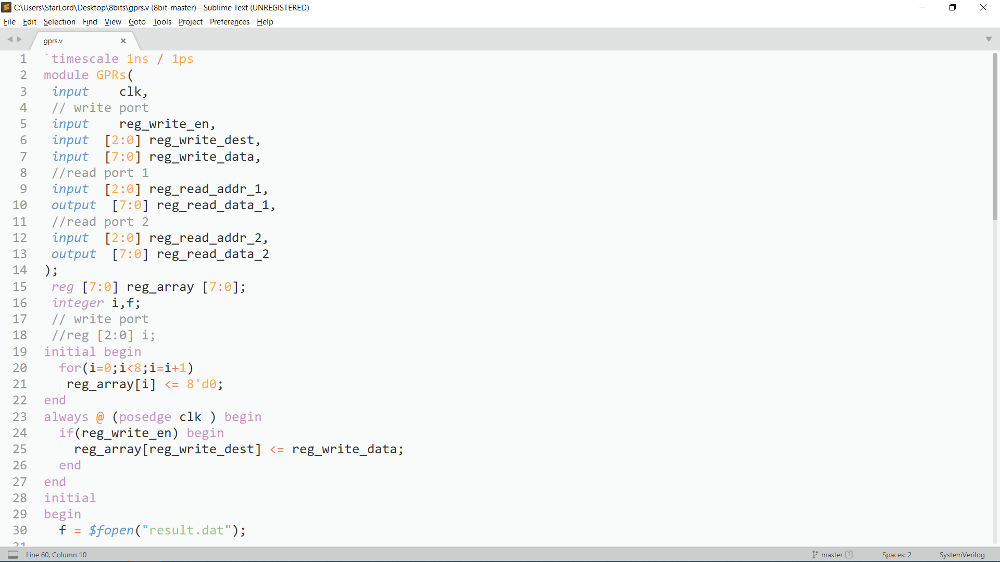 C:\Users\StarLord\Desktop\8bits\gprs.v (8bit-master) - Sublime Text (UNREGISTERED)
File Edit Selection Find View Goto Tools Project Preferences Help
gprs.v
1 `timescale 1ns / 1ps
2 module GPRs(
3 input    clk,
4 // write port
5 input    reg_write_en,
6 input  [2:0] reg_write_dest,
7 input  [7:0] reg_write_data,
8 //read port 1
9 input  [2:0] reg_read_addr_1,
10 output  [7:0] reg_read_data_1,
11 //read port 2
12 input  [2:0] reg_read_addr_2,
13 output  [7:0] reg_read_data_2
14 );
15 reg [7:0] reg_array [7:0];
16 integer i,f;
17 // write port
18 //reg [2:0] i;
19 initial begin
20 for(i=0;i<8;i=i+1)
21 reg_array[i] <= 8'd0;
22 end
23 always @ (posedge clk ) begin
24 if(reg_write_en) begin
25 reg_array[reg_write_dest] <= reg_write_data;
26 end
27 end
28 initial
29 begin
30 f = $fopen("result.dat");
31
Line 60, Column 10 master 1 Spaces: 2 SystemVerilog